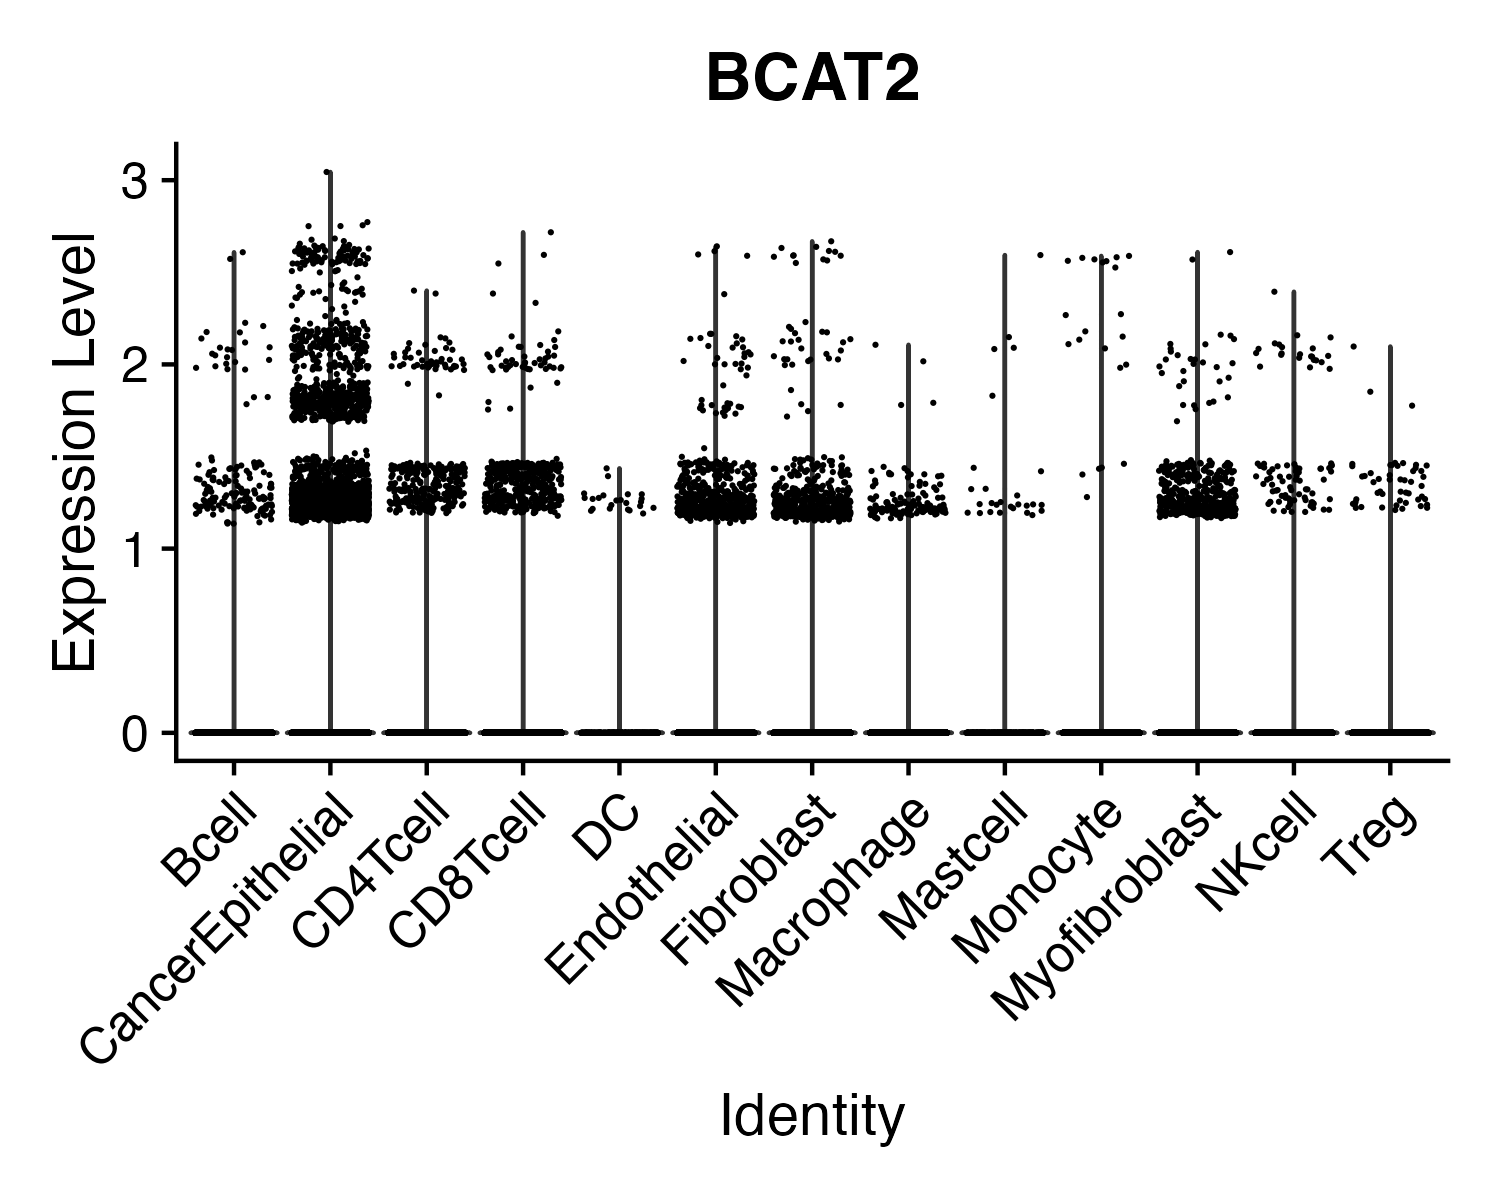 BCAT2
Expression Level
3
2
1
0
Bcell
CancerEpithelial
CD4Tcell
CD8Tcell
DC
Endothelial
Fibroblast
Macrophage
Mastcell
Monocyte
Myofibroblast
NKcell
Treg
Identity